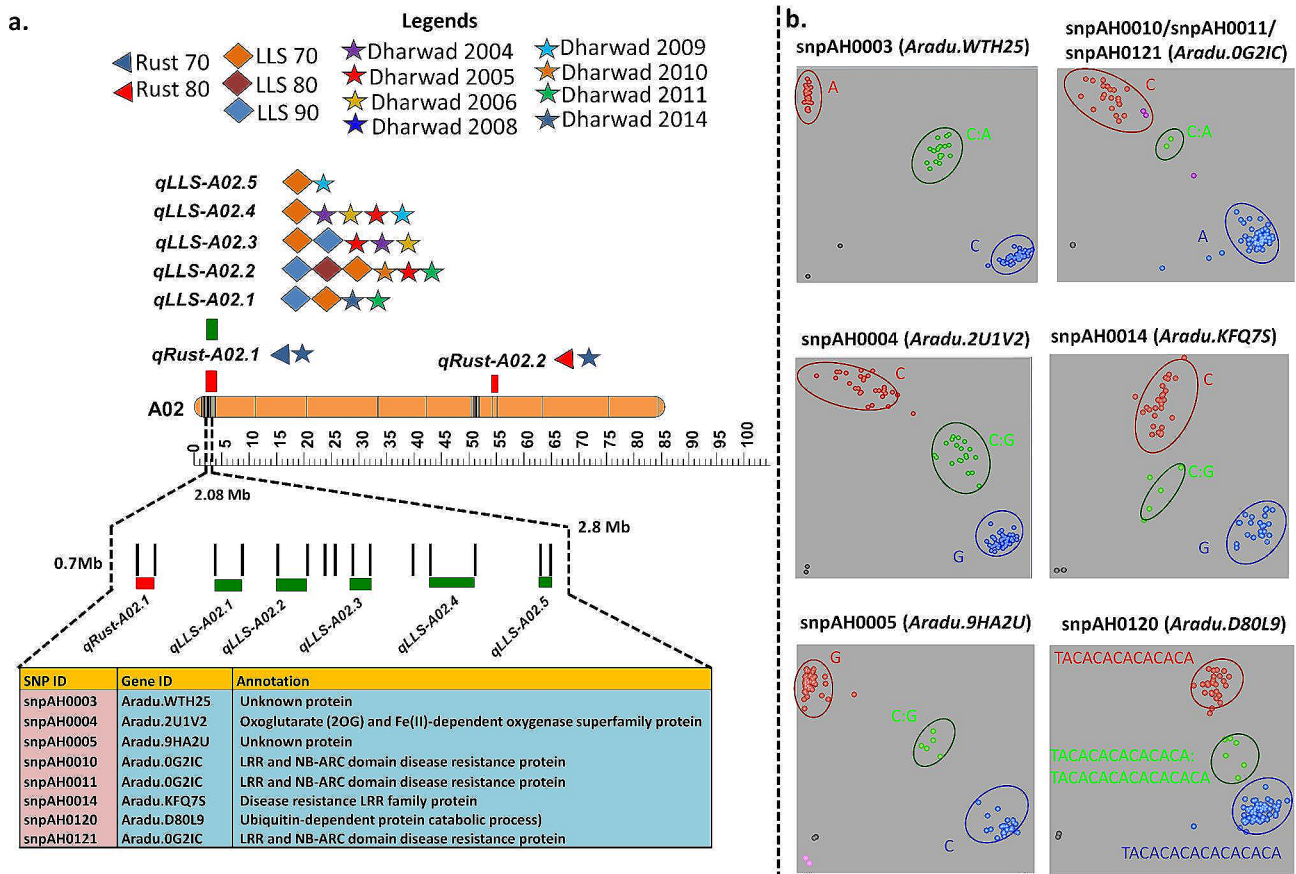 a.
Legends
Rust 70
Rust 80
LLS 70
LLS 80
LLS 90
Dharwad 2004
Dharwad 2005
Dharwad 2006
Dharwad 2008
Dharwad 2009
Dharwad 2010
Dharwad 2011
Dharwad 2014
qLLS-A02.5
qLLS-A02.4
qLLS-A02.3
qLLS-A02.2
qLLS-A02.1
qRust-A02.1
qRust-A02.2
A02
0 5 10 15 20 25 30 35 40 45 50 55 60 65 70 75 80 85 90 95 100
2.08 Mb
2.8 Mb
0.7Mb
qRust-A02.1
qLLS-A02.1
qLLS-A02.2
qLLS-A02.3
qLLS-A02.4
qLLS-A02.5
SNP ID Gene ID Annotation
snpAH0003 Aradu.WTH25 Unknown protein
snpAH0004 Aradu.2U1V2 Oxoglutarate (2OG) and Fe(II)-dependent oxygenase superfamily protein
snpAH0005 Aradu.9HA2U Unknown protein
snpAH0010 Aradu.0G2IC LRR and NB-ARC domain disease resistance protein
snpAH0011 Aradu.0G2IC LRR and NB-ARC domain disease resistance protein
snpAH0014 Aradu.KFQ7S Disease resistance LRR family protein
snpAH0120 Aradu.D80L9 Ubiquitin-dependent protein catabolic process)
snpAH0121 Aradu.0G2IC LRR and NB-ARC domain disease resistance protein
b.
snpAH0003 (Aradu.WTH25)
A
C:A
C
snpAH0010/snpAH0011/
snpAH0121 (Aradu.0G2IC)
C
C:A
A
snpAH0004 (Aradu.2U1V2)
C
C:G
G
snpAH0014 (Aradu.KFQ7S)
C
C:G
G
snpAH0005 (Aradu.9HA2U)
G
C:G
C
snpAH0120 (Aradu.D80L9)
TACACACACACACA
TACACACACACACA:
TACACACACACACACA
TACACACACACACACA